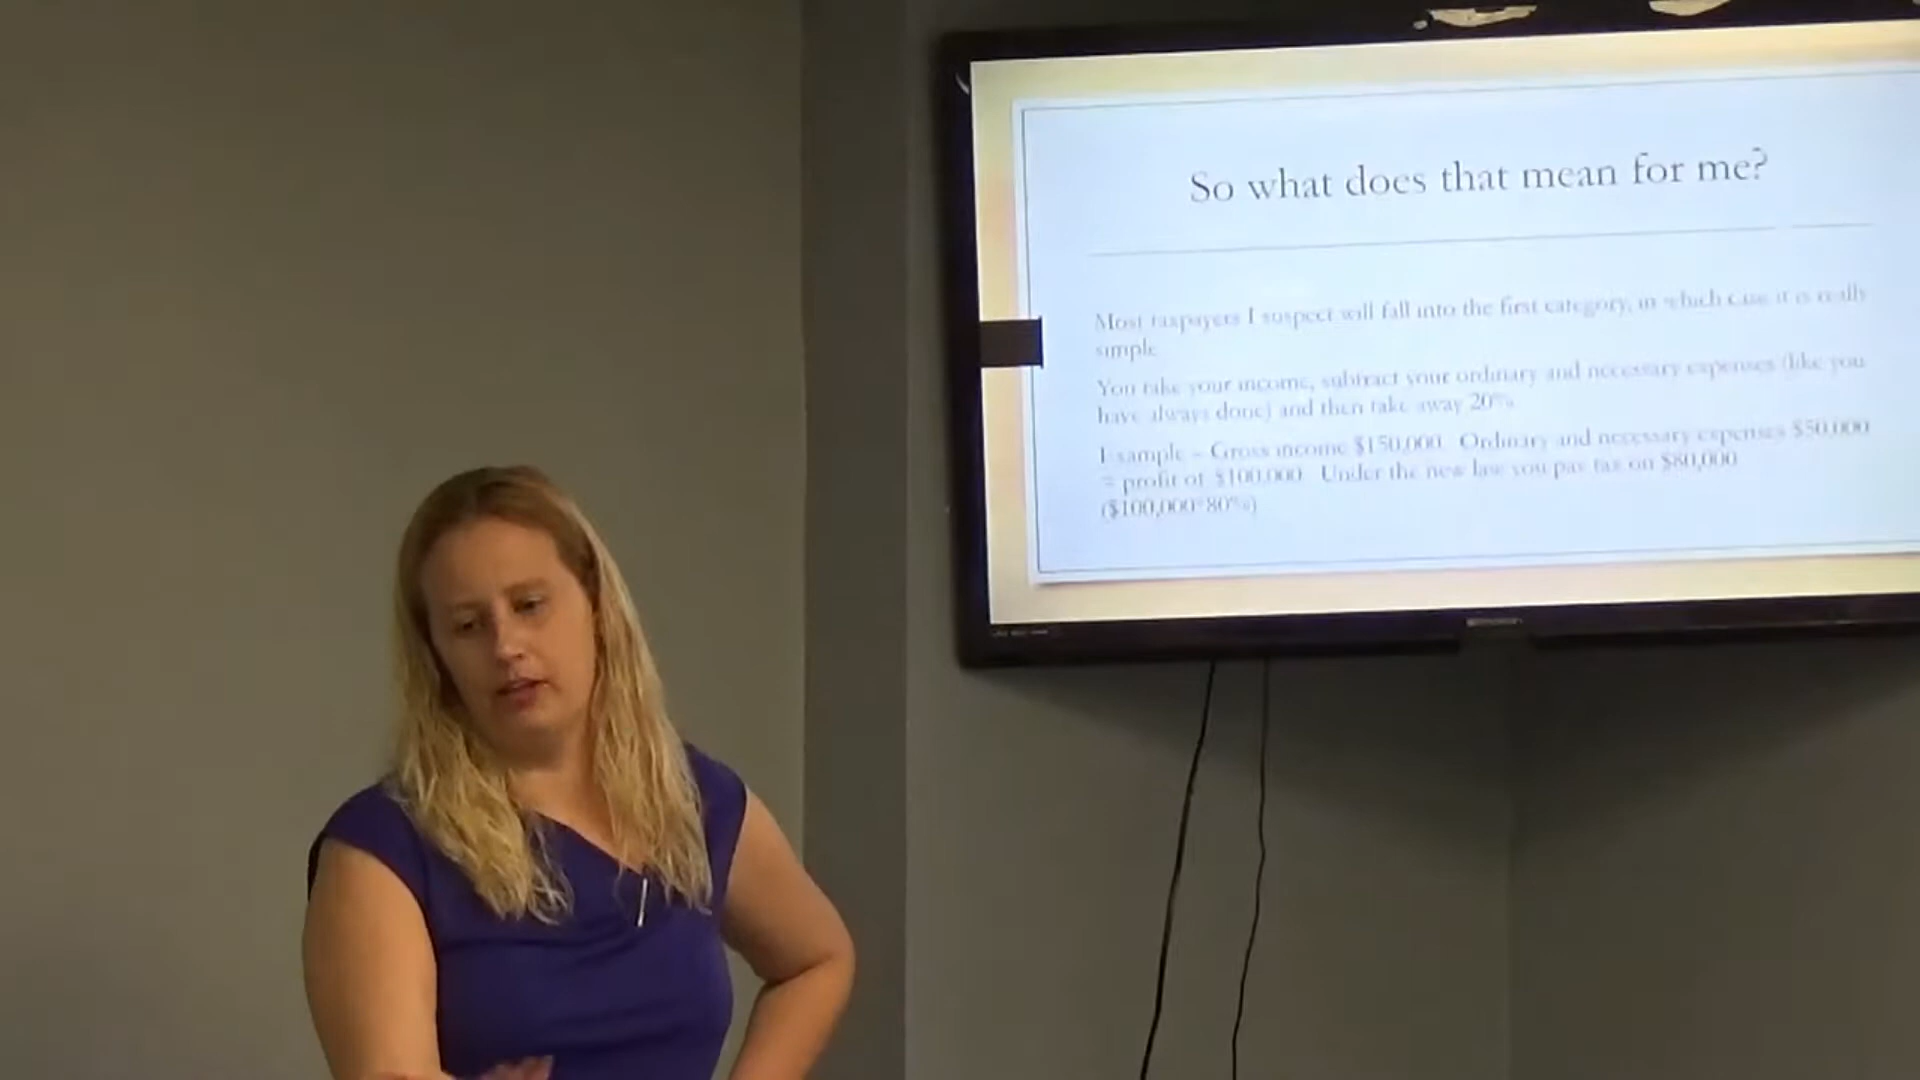 So what does that mean for me?
Most taxpayers I suspect will fall into the first category, in which case it is really
simple
You take your income, subtract your ordinary and necessary expenses (like you
have always done) and then take away 20%
Example – Gross income $150,000 Ordinary and necessary expenses $50,000
= profit of $100,000 Under the new law you pay tax on $80,000
($100,000*80%)